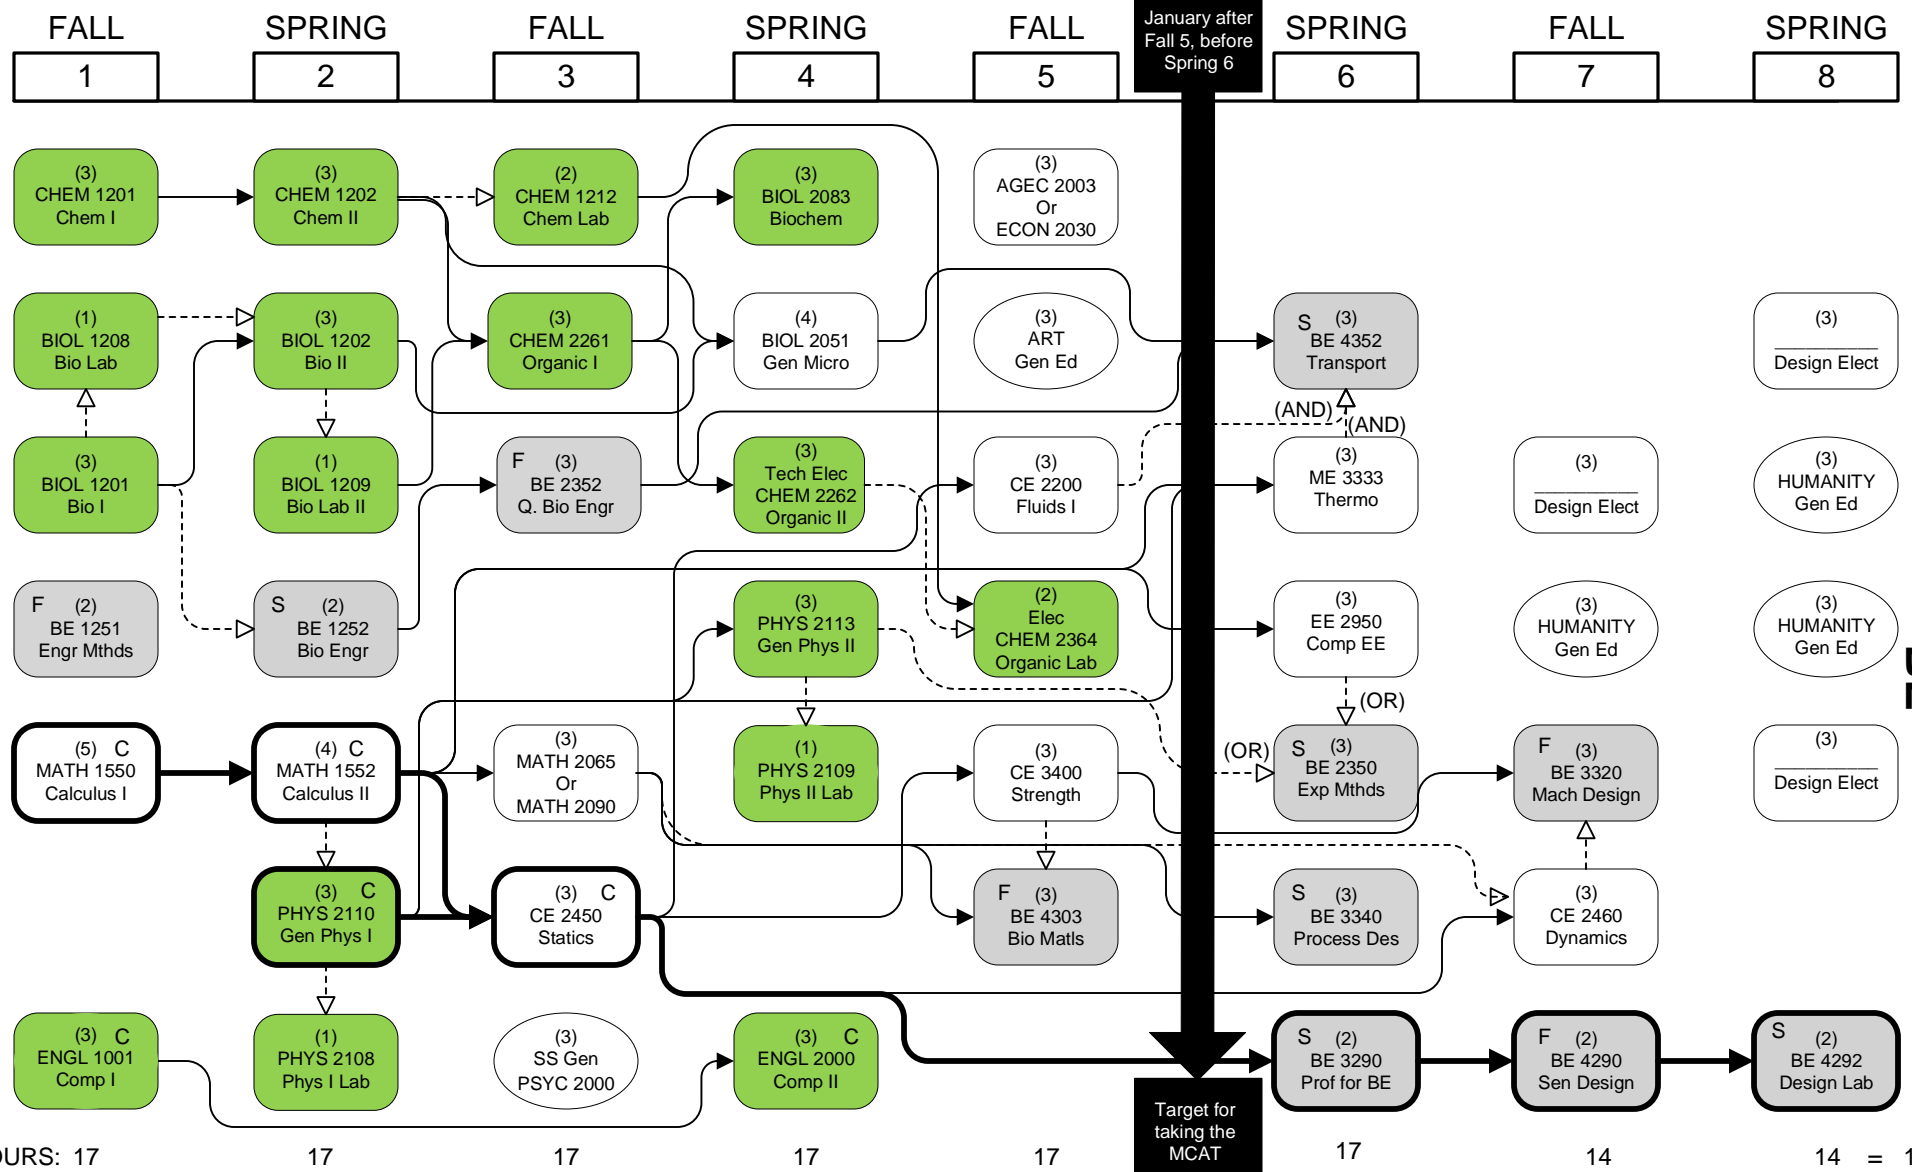 FALL
SPRING
FALL
SPRING
FALL
January after
Fall 5, before
Spring 6
SPRING
FALL
SPRING
1
2
3
4
5
6
7
8
(3)
CHEM 1201
Chem I
(3)
CHEM 1202
Chem II
(2)
CHEM 1212
Chem Lab
(3)
BIOL 2083
Biochem
(3)
AGEC 2003
Or
ECON 2030
(1)
BIOL 1208
Bio Lab
(3)
BIOL 1202
Bio II
(3)
CHEM 2261
Organic I
(4)
BIOL 2051
Gen Micro
(3)
ART
Gen Ed
S (3)
BE 4352
Transport
(3)
__________
Design Elect
(AND)
(AND)
(3)
BIOL 1201
Bio I
(1)
BIOL 1209
Bio Lab II
F (3)
BE 2352
Q. Bio Engr
(3)
Tech Elec
CHEM 2262
Organic II
(3)
CE 2200
Fluids I
(3)
ME 3333
Thermo
(3)
__________
Design Elect
(3)
HUMANITY
Gen Ed
F (2)
BE 1251
Engr Mthds
S (2)
BE 1252
Bio Engr
(3)
PHYS 2113
Gen Phys II
(2)
Elec
CHEM 2364
Organic Lab
(3)
EE 2950
Comp EE
(3)
HUMANITY
Gen Ed
(3)
HUMANITY
Gen Ed
(OR)
(OR)
(5) C
MATH 1550
Calculus I
(4) C
MATH 1552
Calculus II
(3)
MATH 2065
Or
MATH 2090
(1)
PHYS 2109
Phys II Lab
(3)
CE 3400
Strength
S (3)
BE 2350
Exp Mthds
F (3)
BE 3320
Mach Design
(3)
__________
Design Elect
(3) C
PHYS 2110
Gen Phys I
(3) C
CE 2450
Statics
F (3)
BE 4303
Bio Matls
S (3)
BE 3340
Process Des
(3)
CE 2460
Dynamics
(3) C
ENGL 1001
Comp I
(1)
PHYS 2108
Phys I Lab
(3)
SS Gen
PSYC 2000
(3) C
ENGL 2000
Comp II
S (2)
BE 3290
Prof for BE
F (2)
BE 4290
Sen Design
S (2)
BE 4292
Design Lab
Target for
taking the
MCAT
OURS: 17
17
17
17
17
17
14
14 = 1